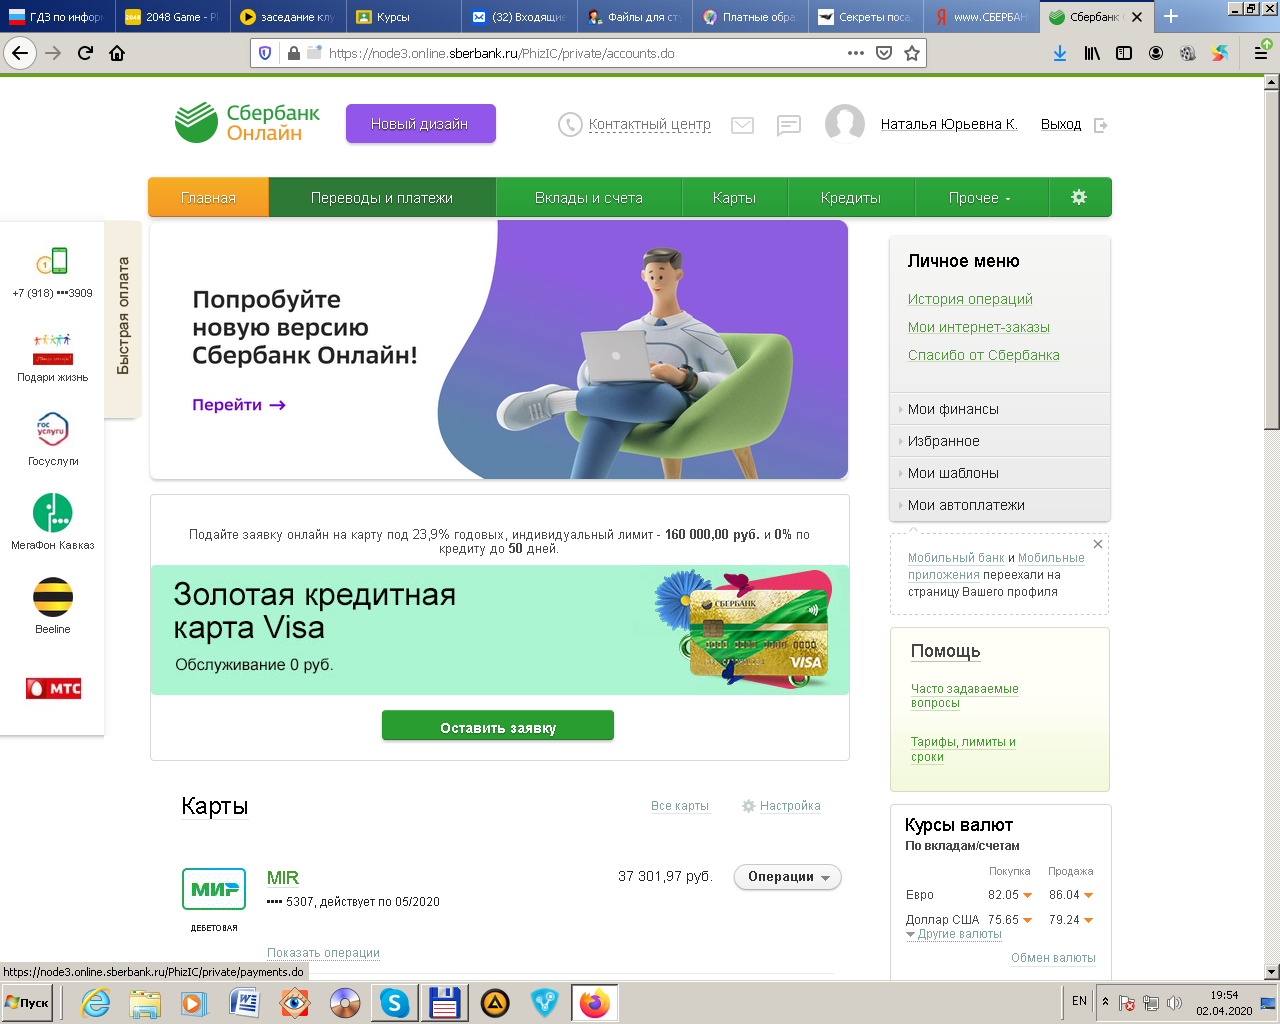 ГДЗ по инфор
2048 Game - Pl
заседание клу
Курсы
(32) Входящие
Файлы для сту
Платные обра
Секреты поса
www.СБЕРБАН
Сбербанк
https://node3.online.sberbank.ru/PhizIC/private/accounts.do
Сбербанк
Онлайн
Новый дизайн
Контактный центр
Наталья Юрьевна К.
Выход
Главная
Переводы и платежи
Вклады и счета
Карты
Кредиты
Прочее
Быстрая оплата
1
+7 (918) •••3909
Подари жизнь
гос
услуги
Госуслуги
МегаФон Кавказ
Beeline
МТС
Попробуйте
новую версию
Сбербанк Онлайн!
Перейти →
Подайте заявку онлайн на карту под 23,9% годовых, индивидуальный лимит - 160 000,00 руб. и 0% по
кредиту до 50 дней.
Золотая кредитная
карта Visa
Обслуживание 0 руб.
СБЕРБАНК
VISA
Оставить заявку
Карты
Все карты
Настройка
МИР
ДЕБЕТОВАЯ
MIR
•••• 5307, действует по 05/2020
37 301,97 руб.
Операции
Показать операции
Личное меню
История операций
Мои интернет-заказы
Спасибо от Сбербанка
Мои финансы
Избранное
Мои шаблоны
Мои автоплатежи
Мобильный банк и Мобильные
приложения переехали на
страницу Вашего профиля
Помощь
Часто задаваемые
вопросы
Тарифы, лимиты и
сроки
Курсы валют
По вкладам/счетам
Покупка Продажа
Евро 82.05 86.04
Доллар США 75.65 79.24
Другие валюты
Обмен валюты
https://node3.online.sberbank.ru/PhizIC/private/payments.do
Пуск
EN
19:54
02.04.2020